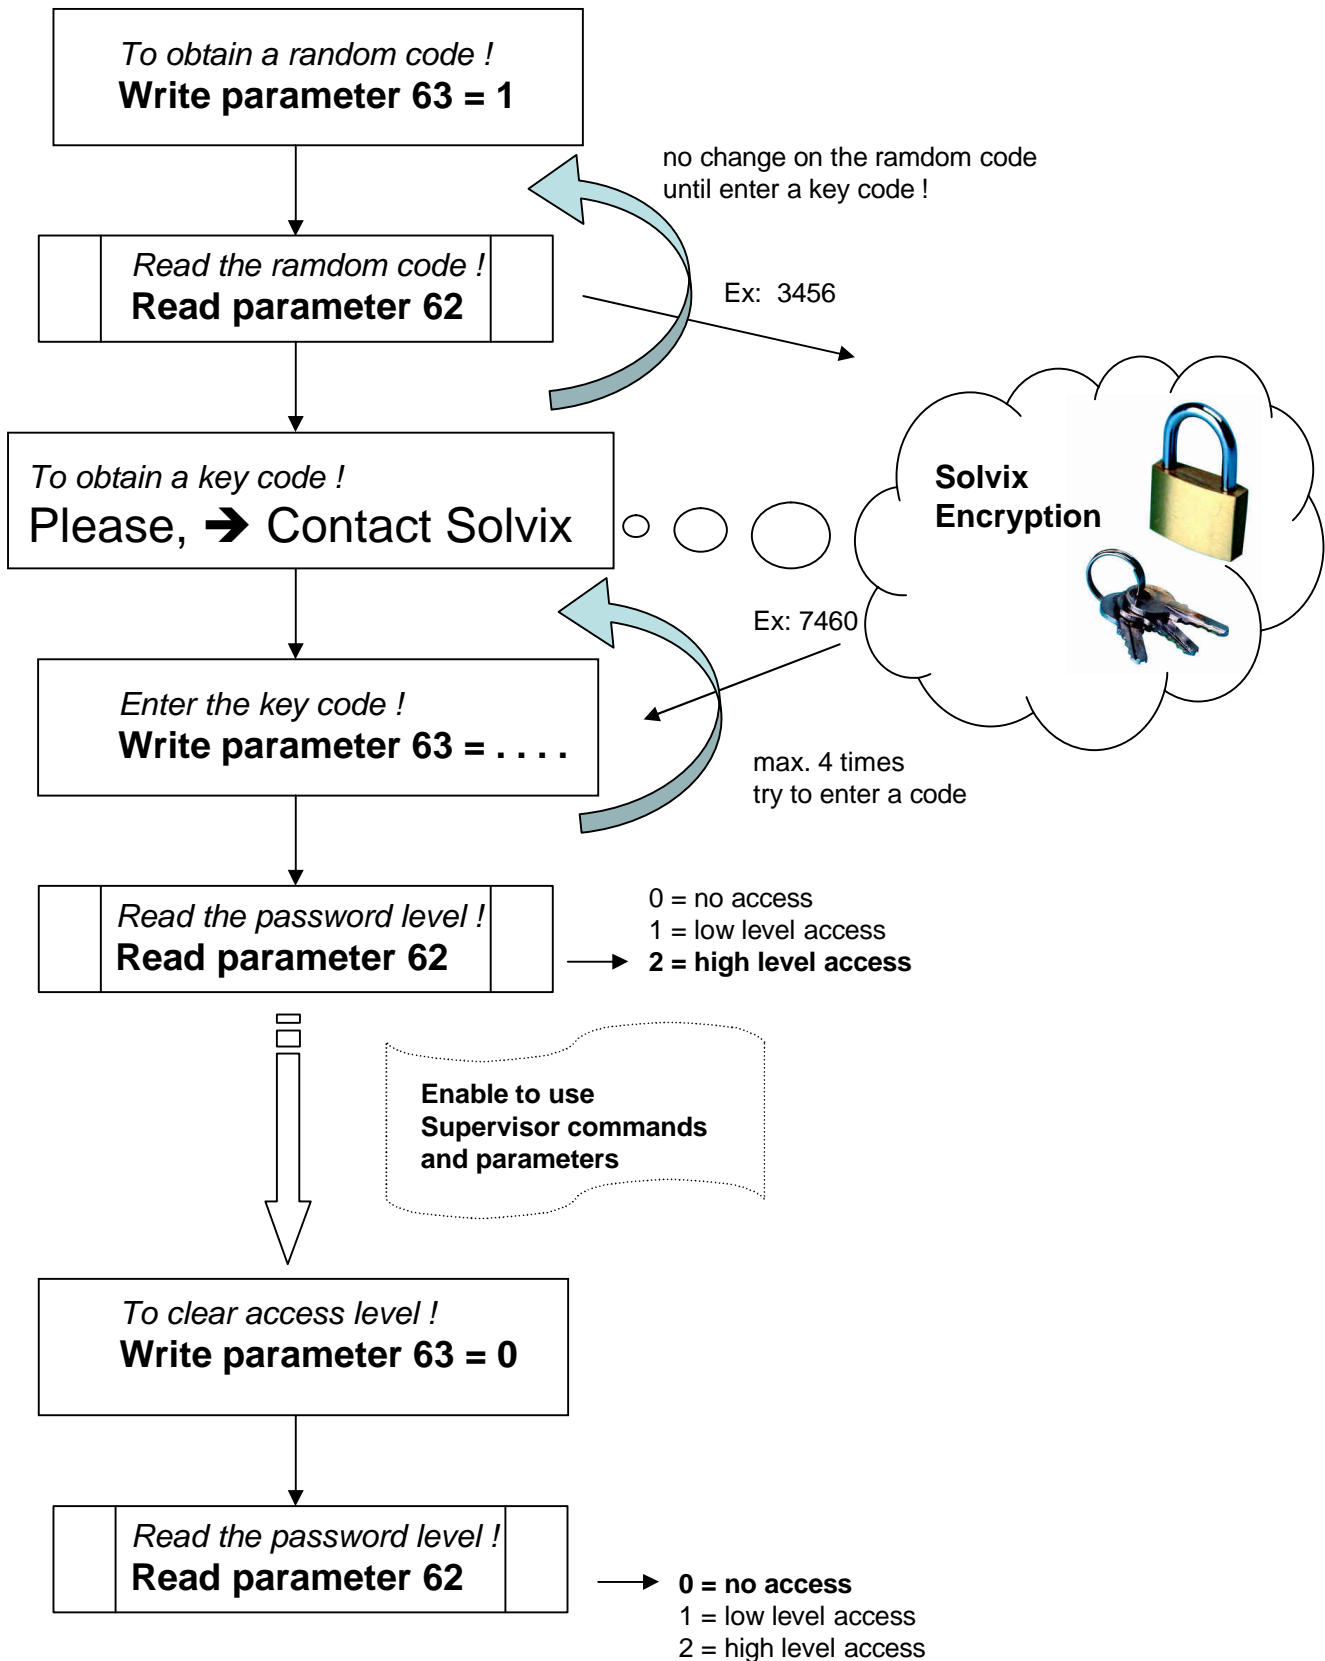 To obtain a random code !
Write parameter 63 = 1
no change on the ramdom code
until enter a key code !
Read the ramdom code !
Read parameter 62
Ex:  3456
To obtain a key code !
Please, ➔ Contact Solvix
Solvix
Encryption
Ex: 7460
Enter the key code !
Write parameter 63 = . . . .
max. 4 times
try to enter a code
Read the password level !
Read parameter 62
0 = no access
1 = low level access
2 = high level access
Enable to use
Supervisor commands
and parameters
To clear access level !
Write parameter 63 = 0
Read the password level !
Read parameter 62
0 = no access
1 = low level access
2 = high level access